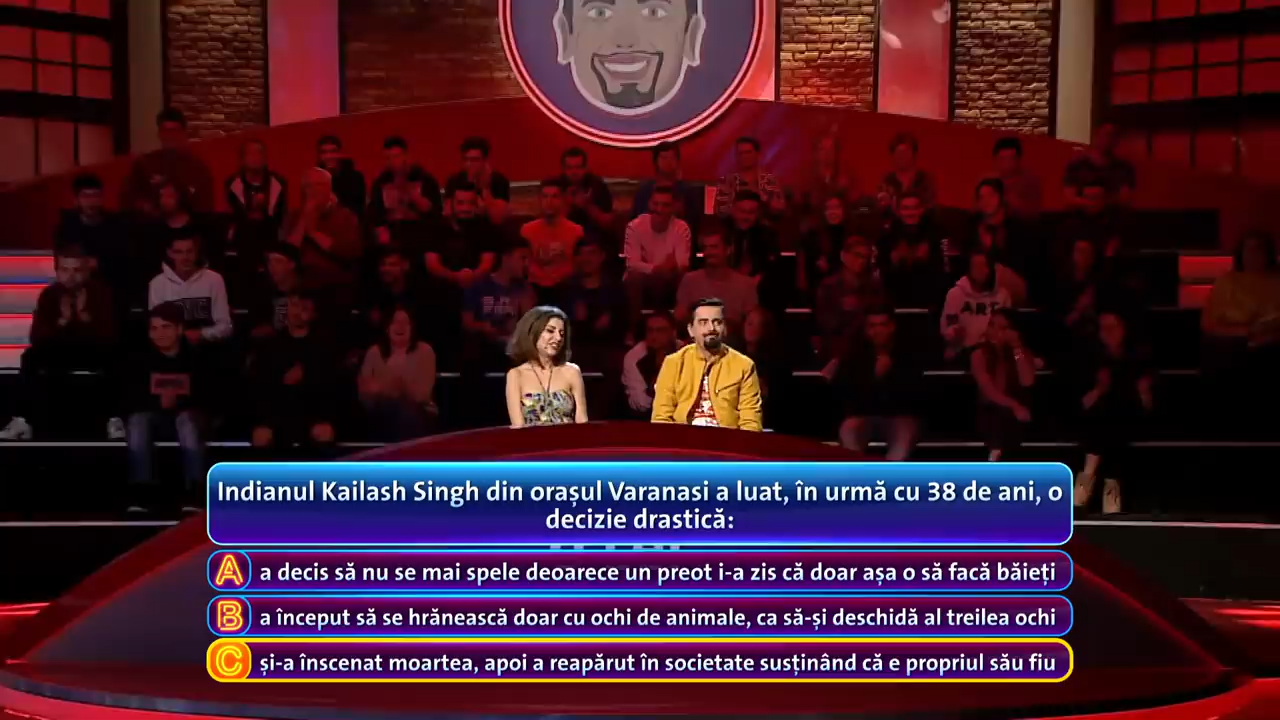 Indianul Kailash Singh din orașul Varanasi a luat, în urmă cu 38 de ani, o
decizie drastică:
A a decis să nu se mai spele deoarece un preot i-a zis că doar așa o să facă băieți
B a început să se hrănească doar cu ochi de animale, ca să-și deschidă al treilea ochi
C și-a înscenat moartea, apoi a reapărut în societate susținând că e propriul său fiu